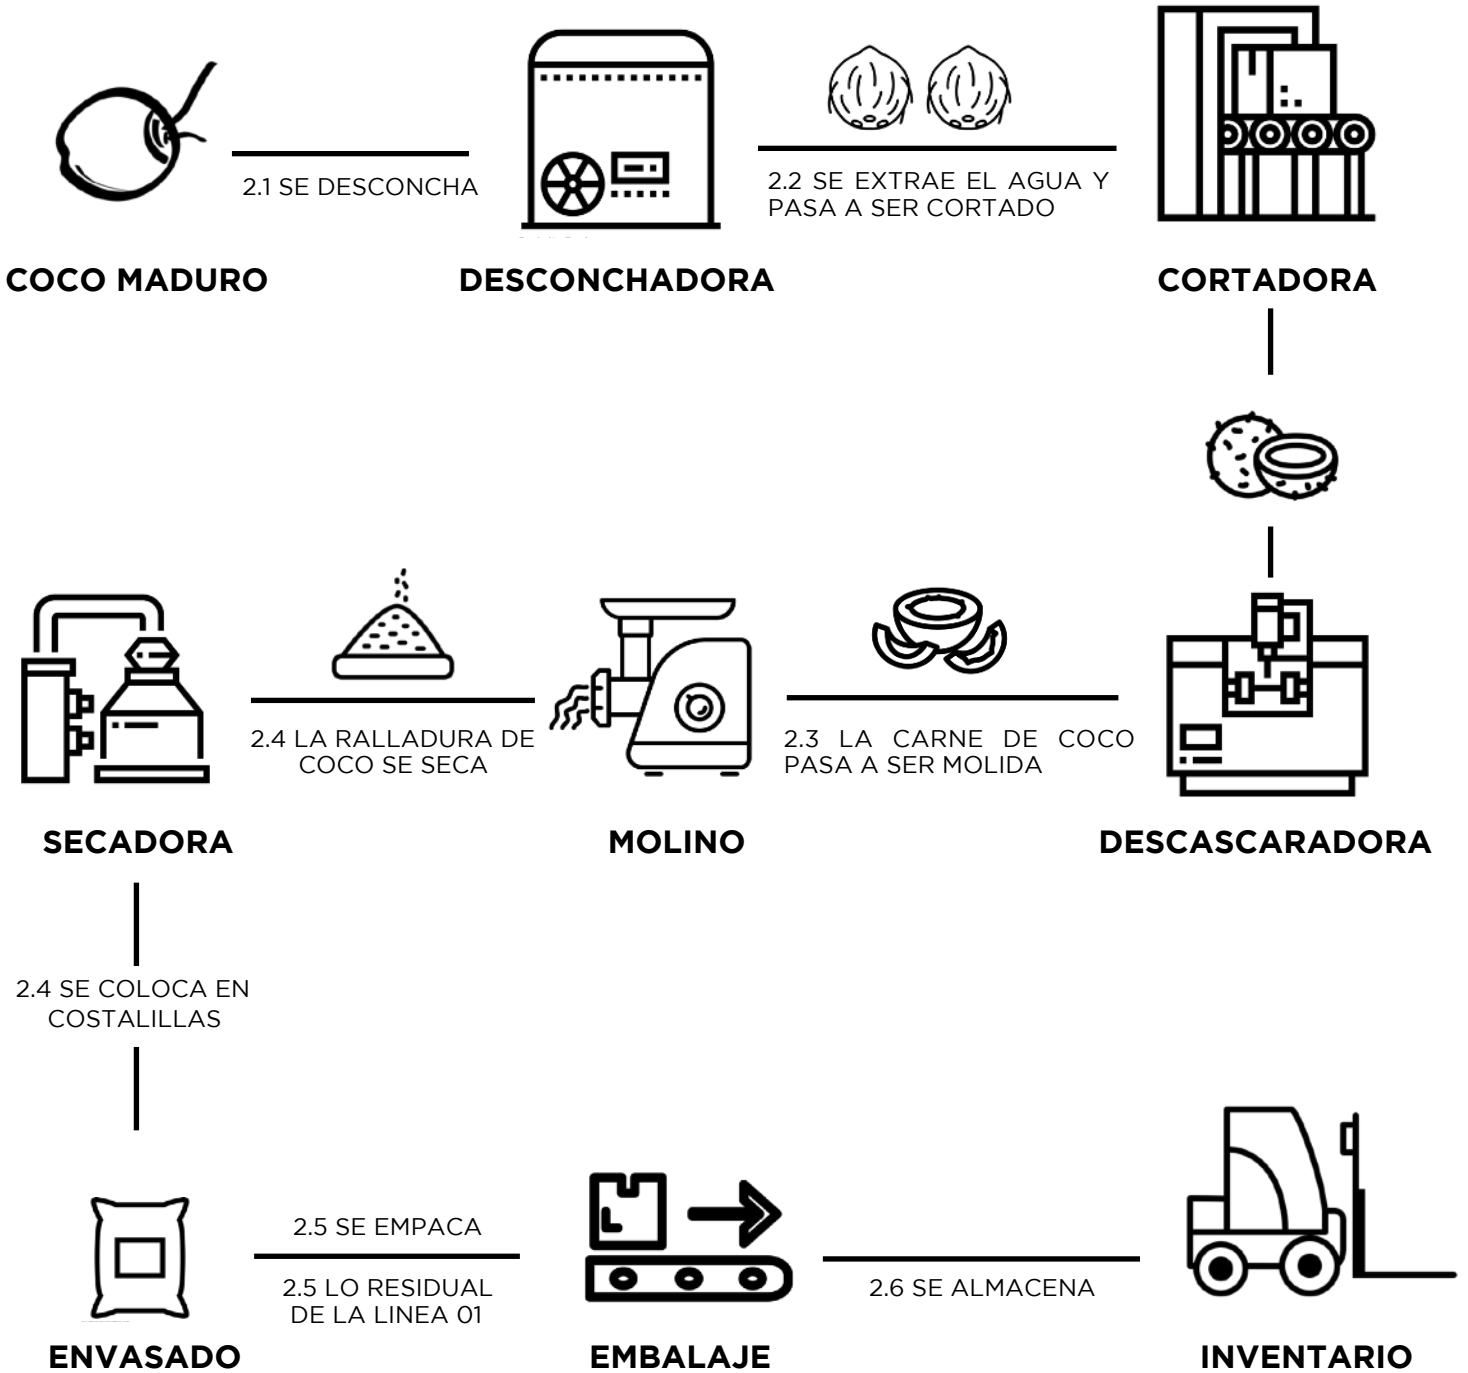 2.1 SE DESCONCHA
2.2 SE EXTRAE EL AGUA Y
PASA A SER CORTADO
COCO MADURO
DESCONCHADORA
CORTADORA
2.4 LA RALLADURA DE
COCO SE SECA
2.3 LA CARNE DE COCO
PASA A SER MOLIDA
SECADORA
MOLINO
DESCASCARADORA
2.4 SE COLOCA EN
COSTALILLAS
2.5 SE EMPACA
2.5 LO RESIDUAL
DE LA LINEA 01
2.6 SE ALMACENA
ENVASADO
EMBALAJE
INVENTARIO